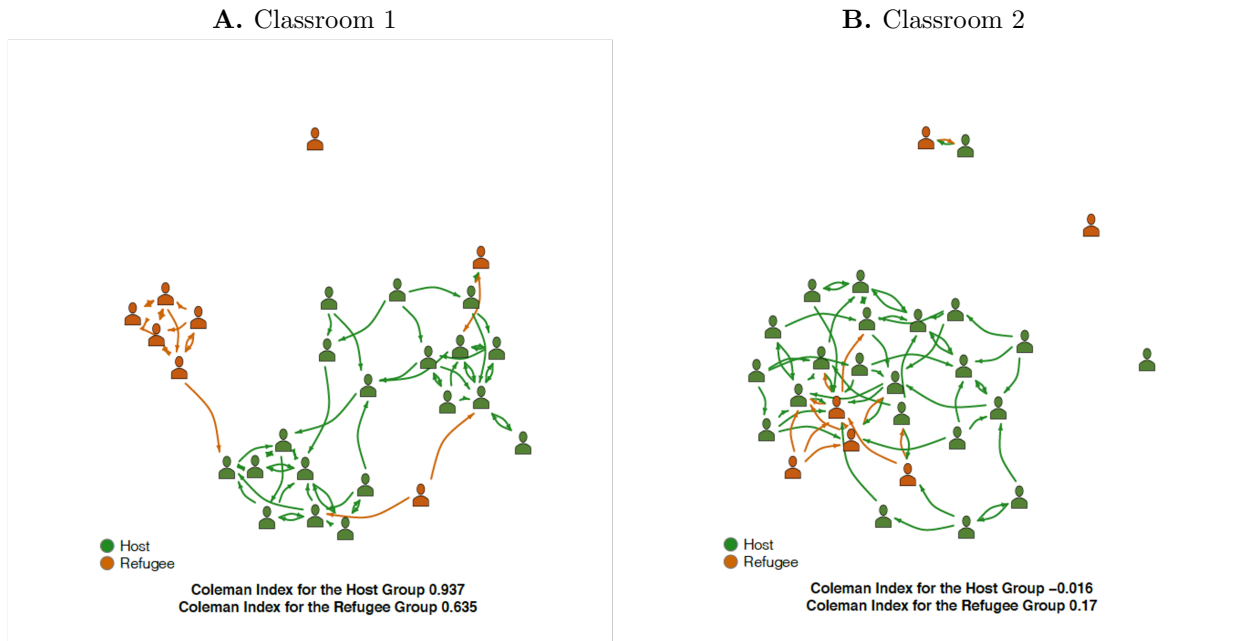 A. Classroom 1
Host
Refugee
Coleman Index for the Host Group 0.937
Coleman Index for the Refugee Group 0.635
B. Classroom 2
Host
Refugee
Coleman Index for the Host Group −0.016
Coleman Index for the Refugee Group 0.17